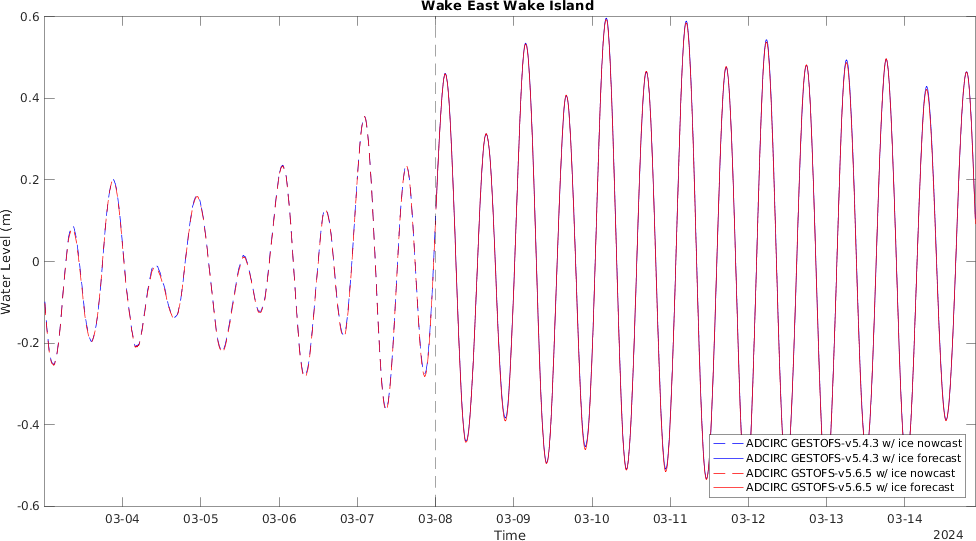 Wake East Wake Island
0.6
0.4
0.2
0
-0.2
-0.4
-0.6
Water Level (m)
ADCIRC GESTOFS-v5.4.3 w/ ice nowcast
ADCIRC GESTOFS-v5.4.3 w/ ice forecast
ADCIRC GSTOFS-v5.6.5 w/ ice nowcast
ADCIRC GSTOFS-v5.6.5 w/ ice forecast
03-04 03-05 03-06 03-07 03-08 03-09 03-10 03-11 03-12 03-13 03-14
Time
2024